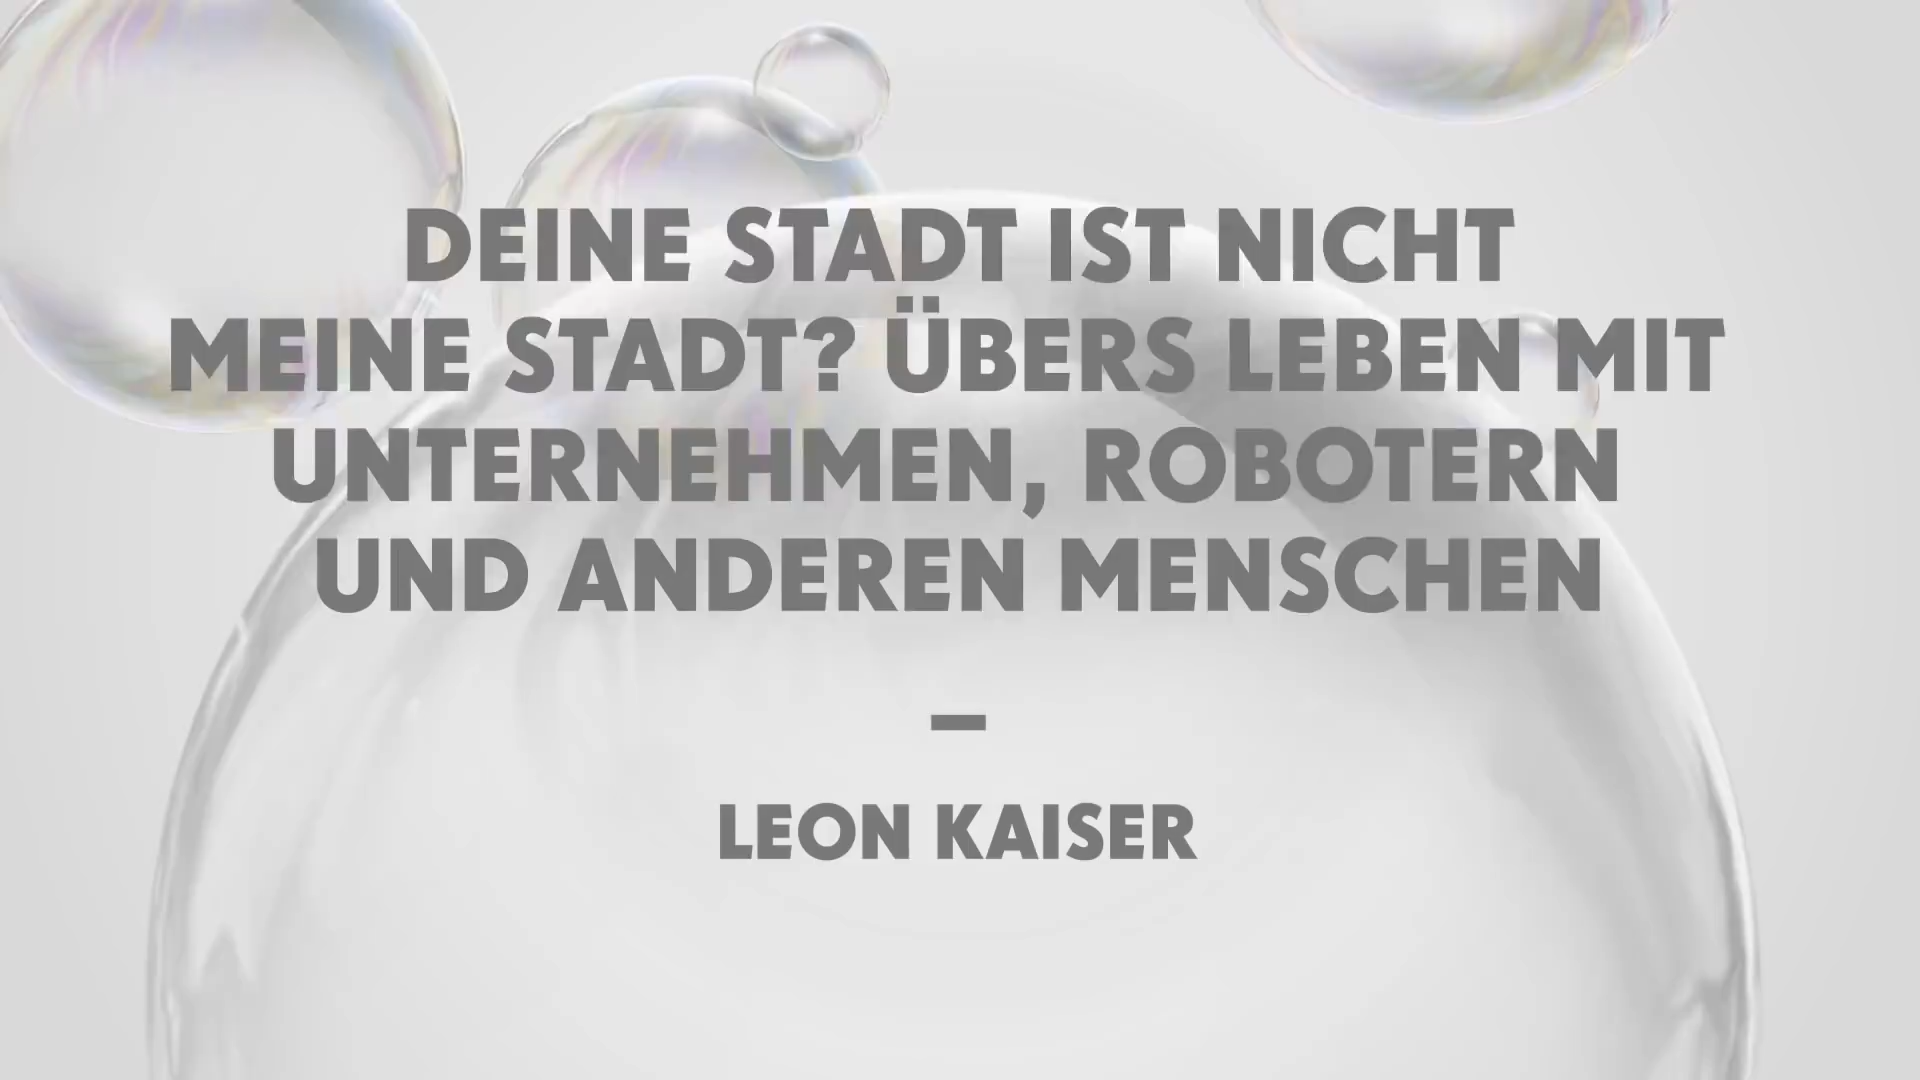 DEINE STADT IST NICHT
MEINE STADT? ÜBERS LEBEN MIT
UNTERNEHMEN, ROBOTERN
UND ANDEREN MENSCHEN
–
LEON KAISER